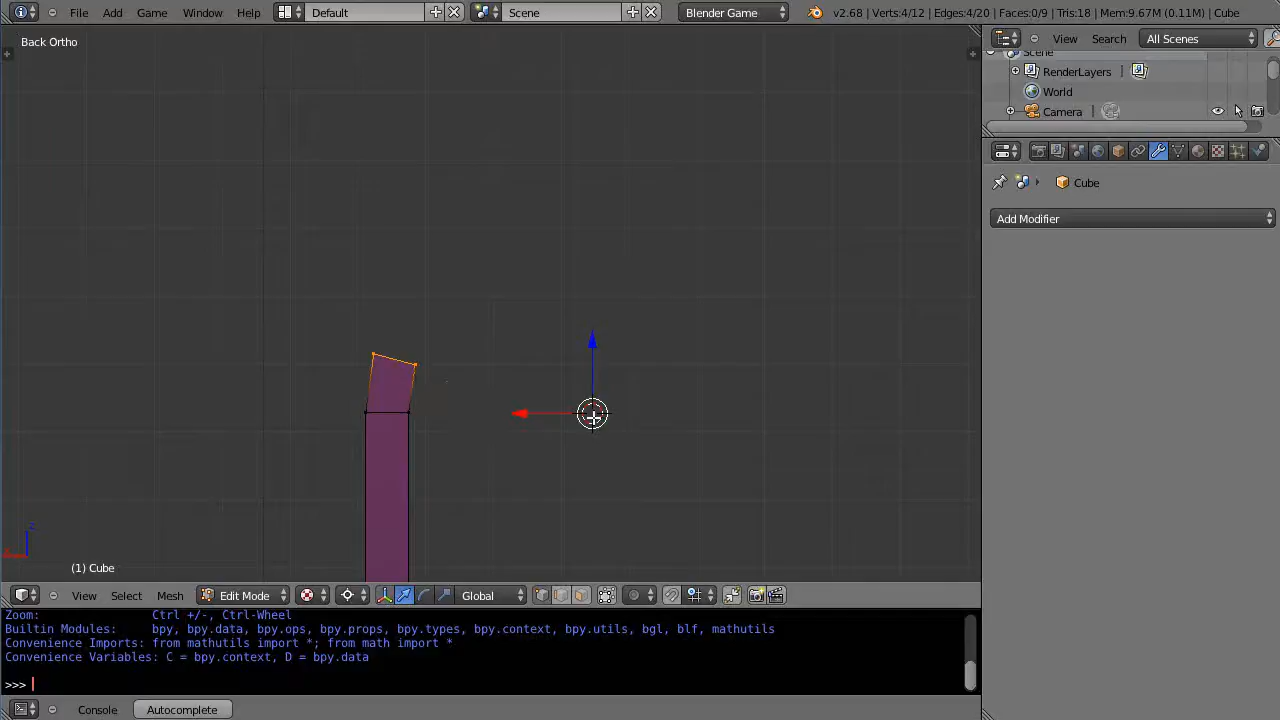 File Add Game Window Help Default Scene Blender Game v2.68 | Verts:4/12 | Edges:4/20 | Faces:0/9 | Tris:18 | Mem:9.67M (0.11M) | Cube
Back Ortho
View Search All Scenes
Scene
RenderLayers |
World
Camera |
Cube
Add Modifier
z
x
(1) Cube
View Select Mesh Edit Mode Global
Zoom: Ctrl +/-, Ctrl-Wheel
Builtin Modules: bpy, bpy.data, bpy.ops, bpy.props, bpy.types, bpy.context, bpy.utils, bgl, blf, mathutils
Convenience Imports: from mathutils import *; from math import *
Convenience Variables: C = bpy.context, D = bpy.data
>>>
Console Autocomplete